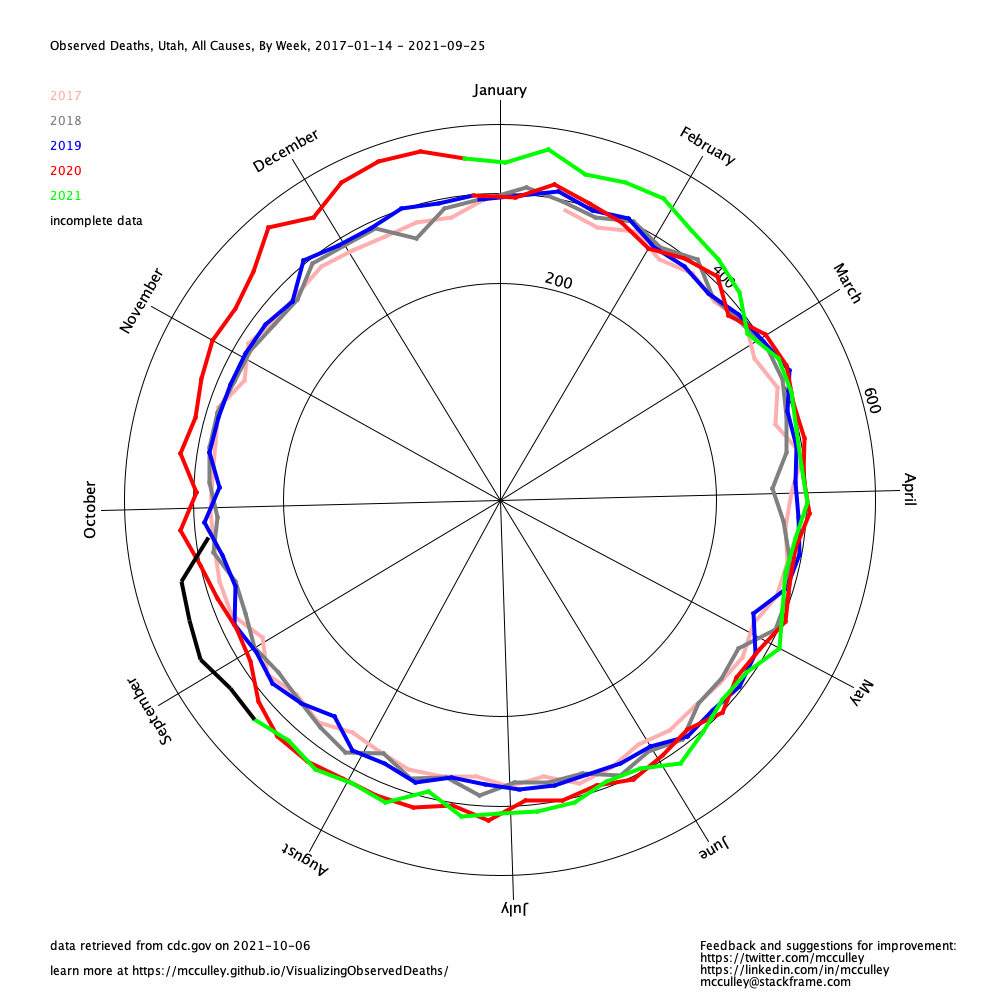 Observed Deaths, Utah, All Causes, By Week, 2017-01-14 - 2021-09-25
January
2017
2018
2019
2020
2021
incomplete data
December
February
November
March
200
400
600
October
April
September
May
August
June
July
data retrieved from cdc.gov on 2021-10-06
learn more at https://mcculley.github.io/VisualizingObservedDeaths/
Feedback and suggestions for improvement:
https://twitter.com/mcculley
https://linkedin.com/in/mcculley
mcculley@stackframe.com